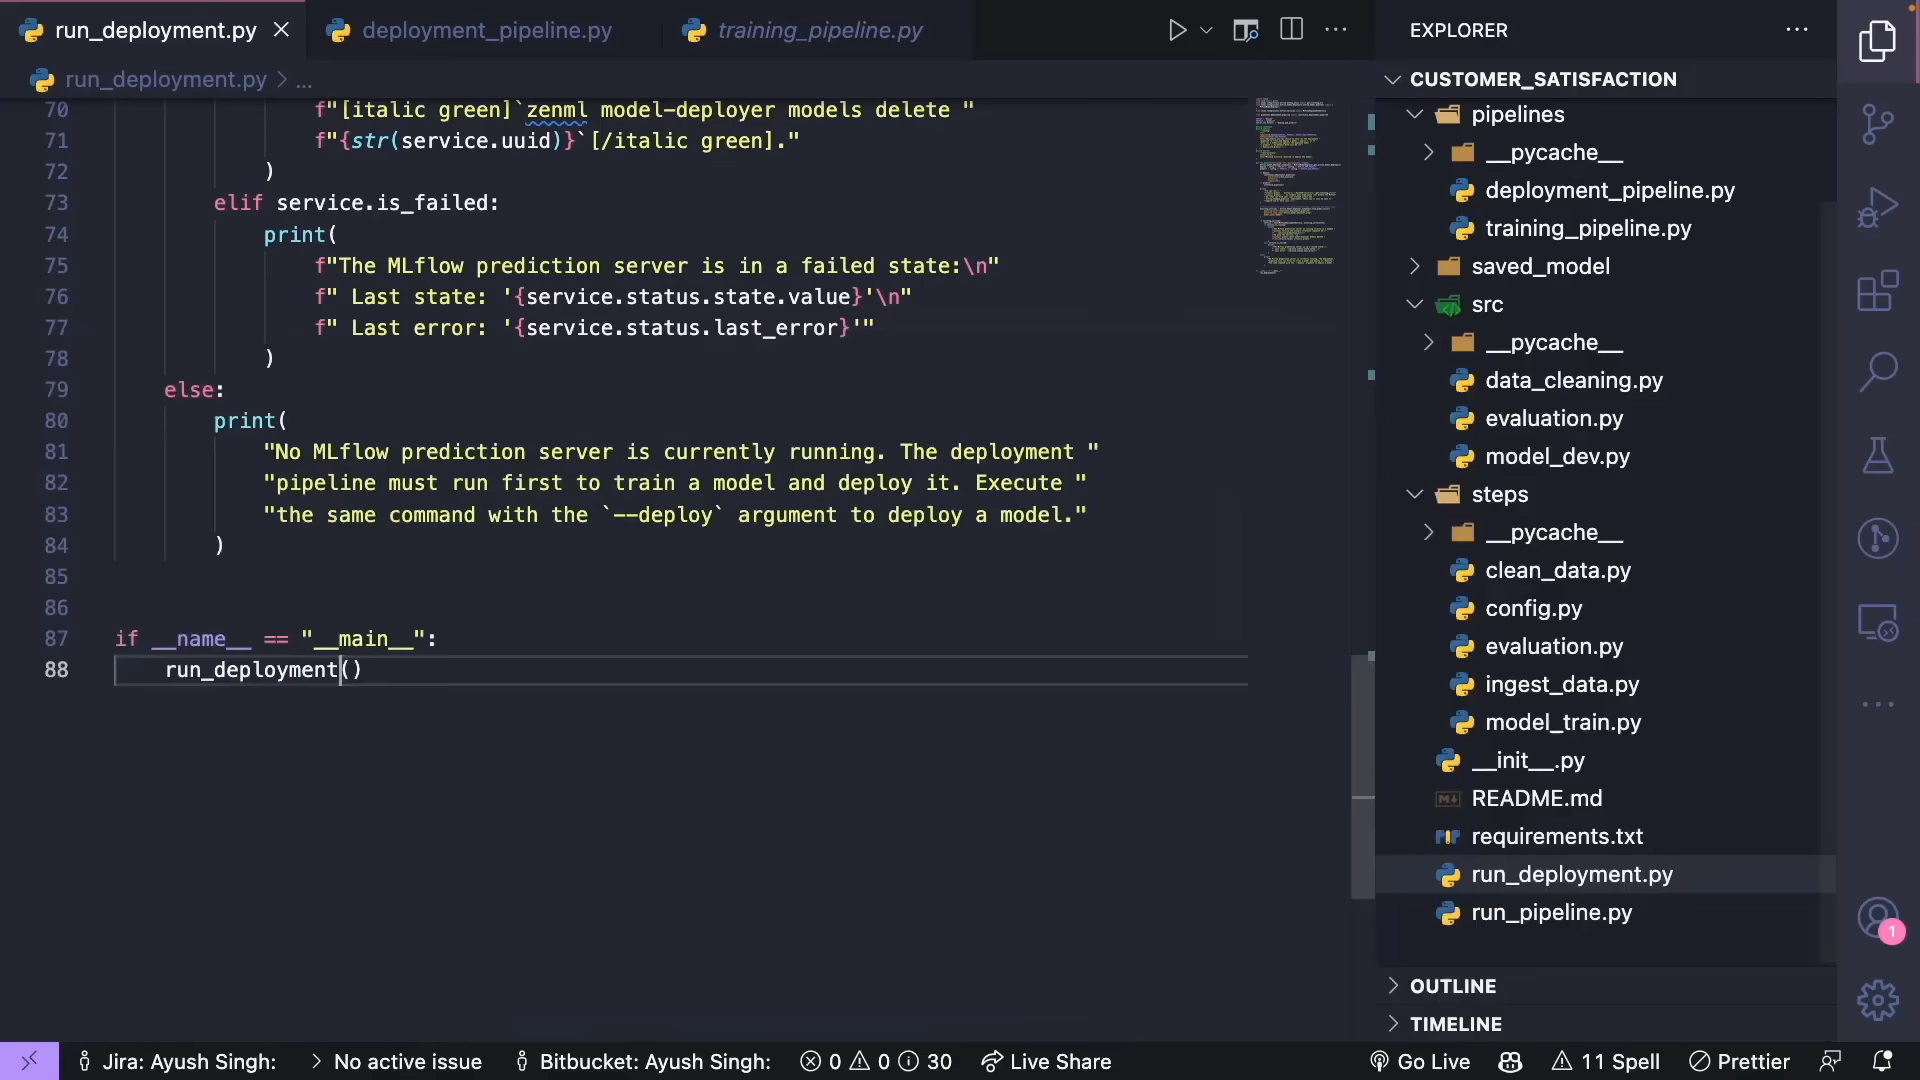 run_deployment.py
deployment_pipeline.py
training_pipeline.py
run_deployment.py > ...
70 f"[italic green]`zenml model-deployer models delete "
71 f"{str(service.uuid)}`[/italic green]."
72 )
73 elif service.is_failed:
74 print(
75 f"The MLflow prediction server is in a failed state:\n"
76 f" Last state: '{service.status.state.value}'\n"
77 f" Last error: '{service.status.last_error}'"
78 )
79 else:
80 print(
81 "No MLflow prediction server is currently running. The deployment "
82 "pipeline must run first to train a model and deploy it. Execute "
83 "the same command with the `--deploy` argument to deploy a model."
84 )
85
86
87 if __name__ == "__main__":
88 run_deployment()
EXPLORER
CUSTOMER_SATISFACTION
pipelines
__pycache__
deployment_pipeline.py
training_pipeline.py
saved_model
src
__pycache__
data_cleaning.py
evaluation.py
model_dev.py
steps
__pycache__
clean_data.py
config.py
evaluation.py
ingest_data.py
model_train.py
__init__.py
README.md
requirements.txt
run_deployment.py
run_pipeline.py
OUTLINE
TIMELINE
1
Jira: Ayush Singh: > No active issue Bitbucket: Ayush Singh: 0 0 30 Live Share Go Live 11 Spell Prettier